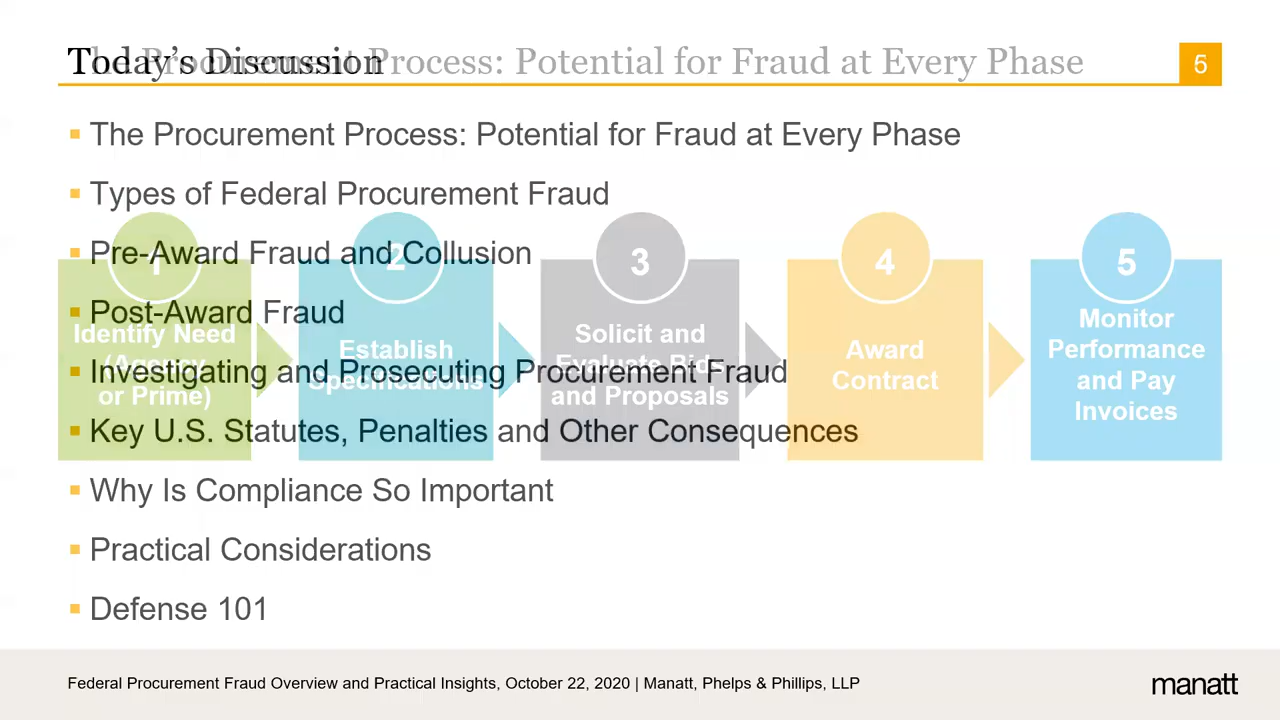 Today's Discussion
The Procurement Process: Potential for Fraud at Every Phase
5
The Procurement Process: Potential for Fraud at Every Phase
Types of Federal Procurement Fraud
Pre-Award Fraud and Collusion
Post-Award Fraud
Investigating and Prosecuting Procurement Fraud
Key U.S. Statutes, Penalties and Other Consequences
Why Is Compliance So Important
Practical Considerations
Defense 101
1
Identify Need
(Agency
or Prime)
2
Establish
Specifications
3
Solicit and
Evaluate Bids
and Proposals
4
Award
Contract
5
Monitor
Performance
and Pay
Invoices
Federal Procurement Fraud Overview and Practical Insights, October 22, 2020 | Manatt, Phelps & Phillips, LLP
manatt